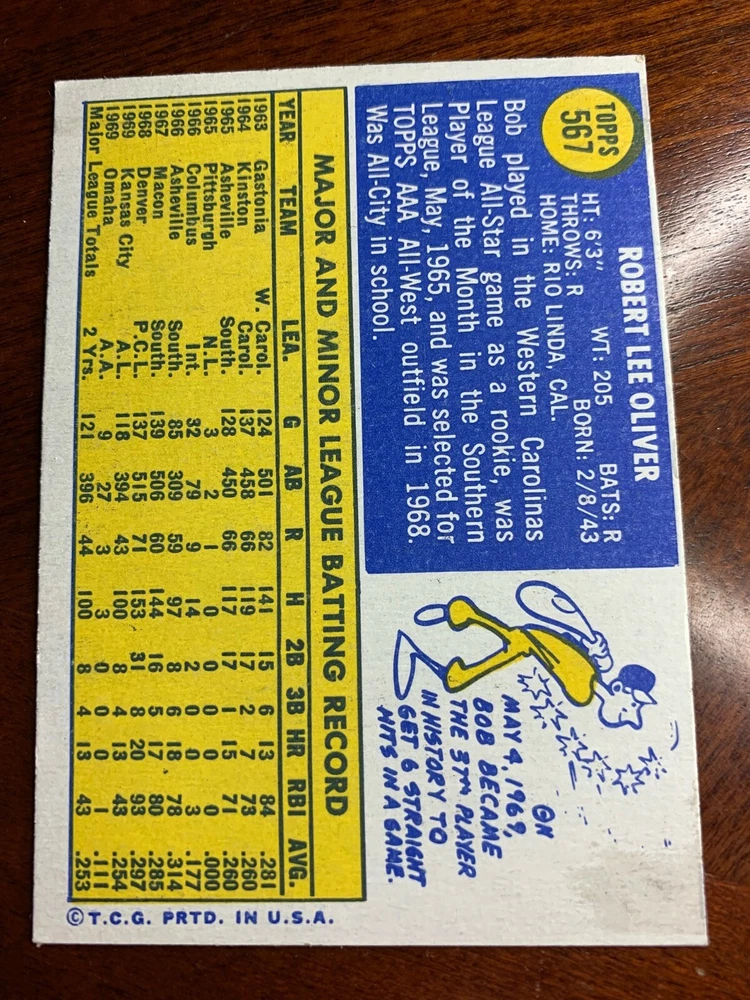 TOPPS
567
ROBERT LEE OLIVER
HT: 6'3" WT: 205 BATS: R
THROWS: R BORN: 2/8/43
HOME: RIO LINDA, CAL.
Bob played in the Western Carolinas
League All-Star game as a rookie, was
Player of the Month in the Southern
League, May, 1965, and was selected for
TOPPS AAA All-West outfield in 1968.
Was All-City in school.
ON
MAY 4, 1969,
BOB BECAME
THE 37TH PLAYER
IN HISTORY TO
GET 6 STRAIGHT
HITS IN A GAME.
MAJOR AND MINOR LEAGUE BATTING RECORD
YEAR TEAM LEA. G AB R H 2B 3B HR RBI AVG.
1963 Gastonia W. Carol. 124 501 82 141 15 6 13 84 .281
1964 Kinston Carol. 137 458 66 119 17 2 7 73 .260
1965 Asheville South. 128 450 66 117 17 1 15 71 .260
1965 Pittsburgh N.L. 3 2 1 0 0 0 0 0 .000
1966 Columbus Int. 32 79 9 14 2 0 0 3 .177
1966 Asheville South. 85 309 59 97 8 6 18 78 .314
1967 Macon South. 139 506 60 144 16 5 17 80 .285
1968 Denver P.C.L. 137 515 71 153 31 8 20 93 .297
1969 Kansas City A.L. 118 394 43 100 8 4 13 43 .254
1969 Omaha A.A. 9 27 3 3 0 0 0 1 .111
Major League Totals 2 Yrs. 121 396 44 100 8 4 13 43 .253
©T.C.G. PRTD. IN U.S.A.